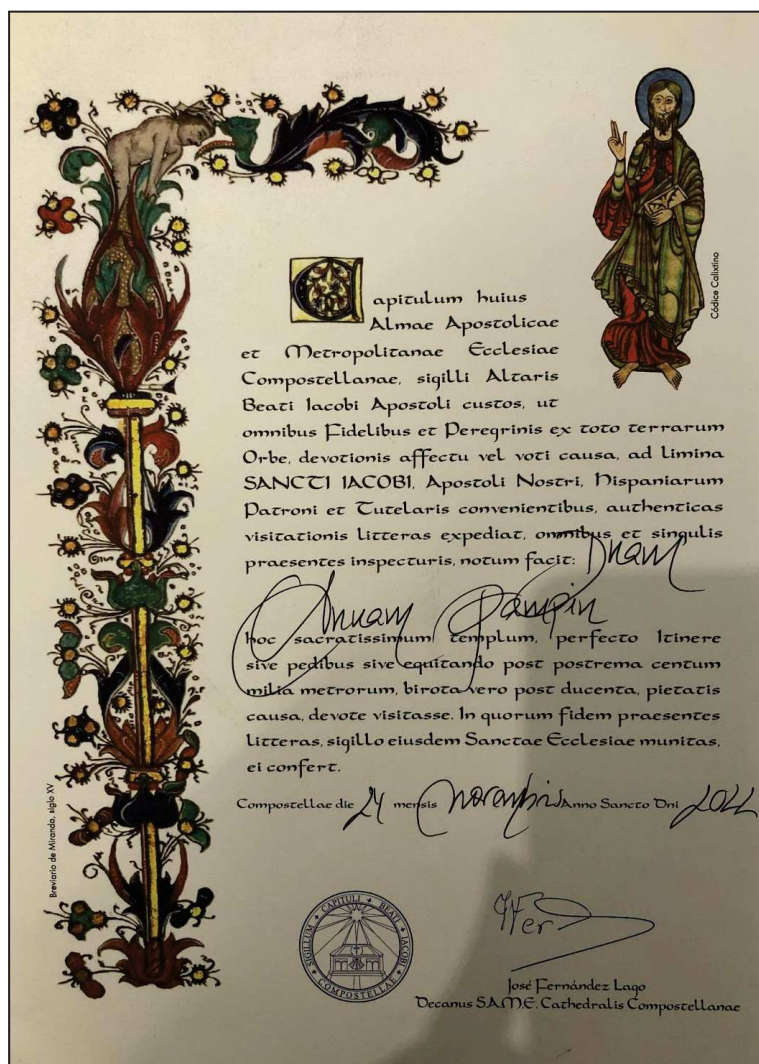 Códice Calixtino
Capitulum huius
Almae Apostolicae
et Metropolitanae Ecclesiae
Compostellanae, sigilli Altaris
Beati Iacobi Apostoli custos, ut
omnibus Fidelibus et Peregrinis ex toto terrarum
Orbe, devotionis affectu vel voti causa, ad limina
SANCTI IACOBI, Apostoli Nostri, Hispaniarum
Patroni et Tutelaris convenientibus, authenticas
visitationis litteras expediat, omnibus et singulis
praesentes inspecturis, notum facit: Dnam
Annam Pampin
hoc sacratissimum templum, perfecto Itinere
sive pedibus sive equitando post postrema centum
milia metrorum, birota vero post ducenta, pietatis
causa, devote visitasse. In quorum fidem praesentes
litteras, sigillo eiusdem Sanctae Ecclesiae munitas,
ei confert.
Compostellae die 24 mensis Novembris Anno Sancto Dni 2022
Breviario de Miranda, siglo XV
SIGILLUM CAPITULI BEATI IACOBI COMPOSTELLAE
José Fernández Lago
Decanus S.A.M.E. Cathedralis Compostellanae